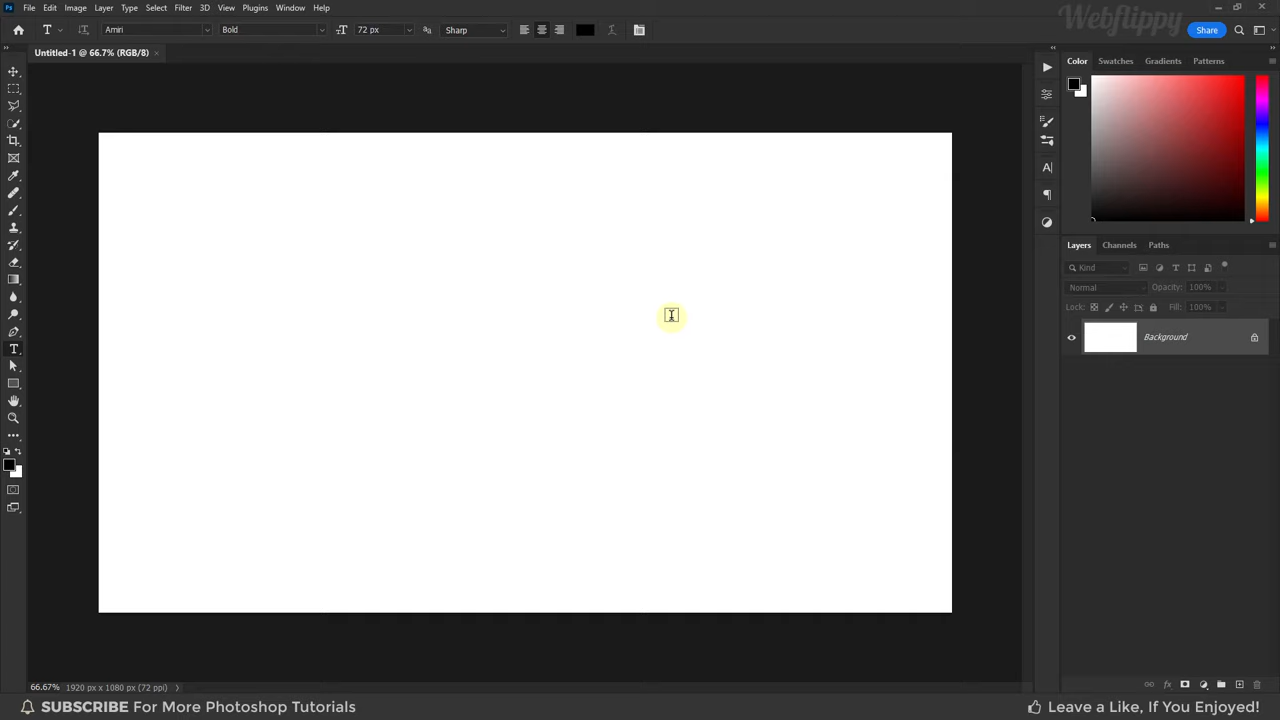 Ps File Edit Image Layer Type Select Filter 3D View Plugins Window Help
Webflippy
Amiri Bold 72 px Sharp Share
Untitled-1 @ 66.7% (RGB/8)
Color Swatches Gradients Patterns
Layers Channels Paths
Kind
Normal Opacity: 100%
Lock: Fill: 100%
Background
66.67% 1920 px x 1080 px (72 ppi)
SUBSCRIBE For More Photoshop Tutorials Leave a Like, If You Enjoyed!